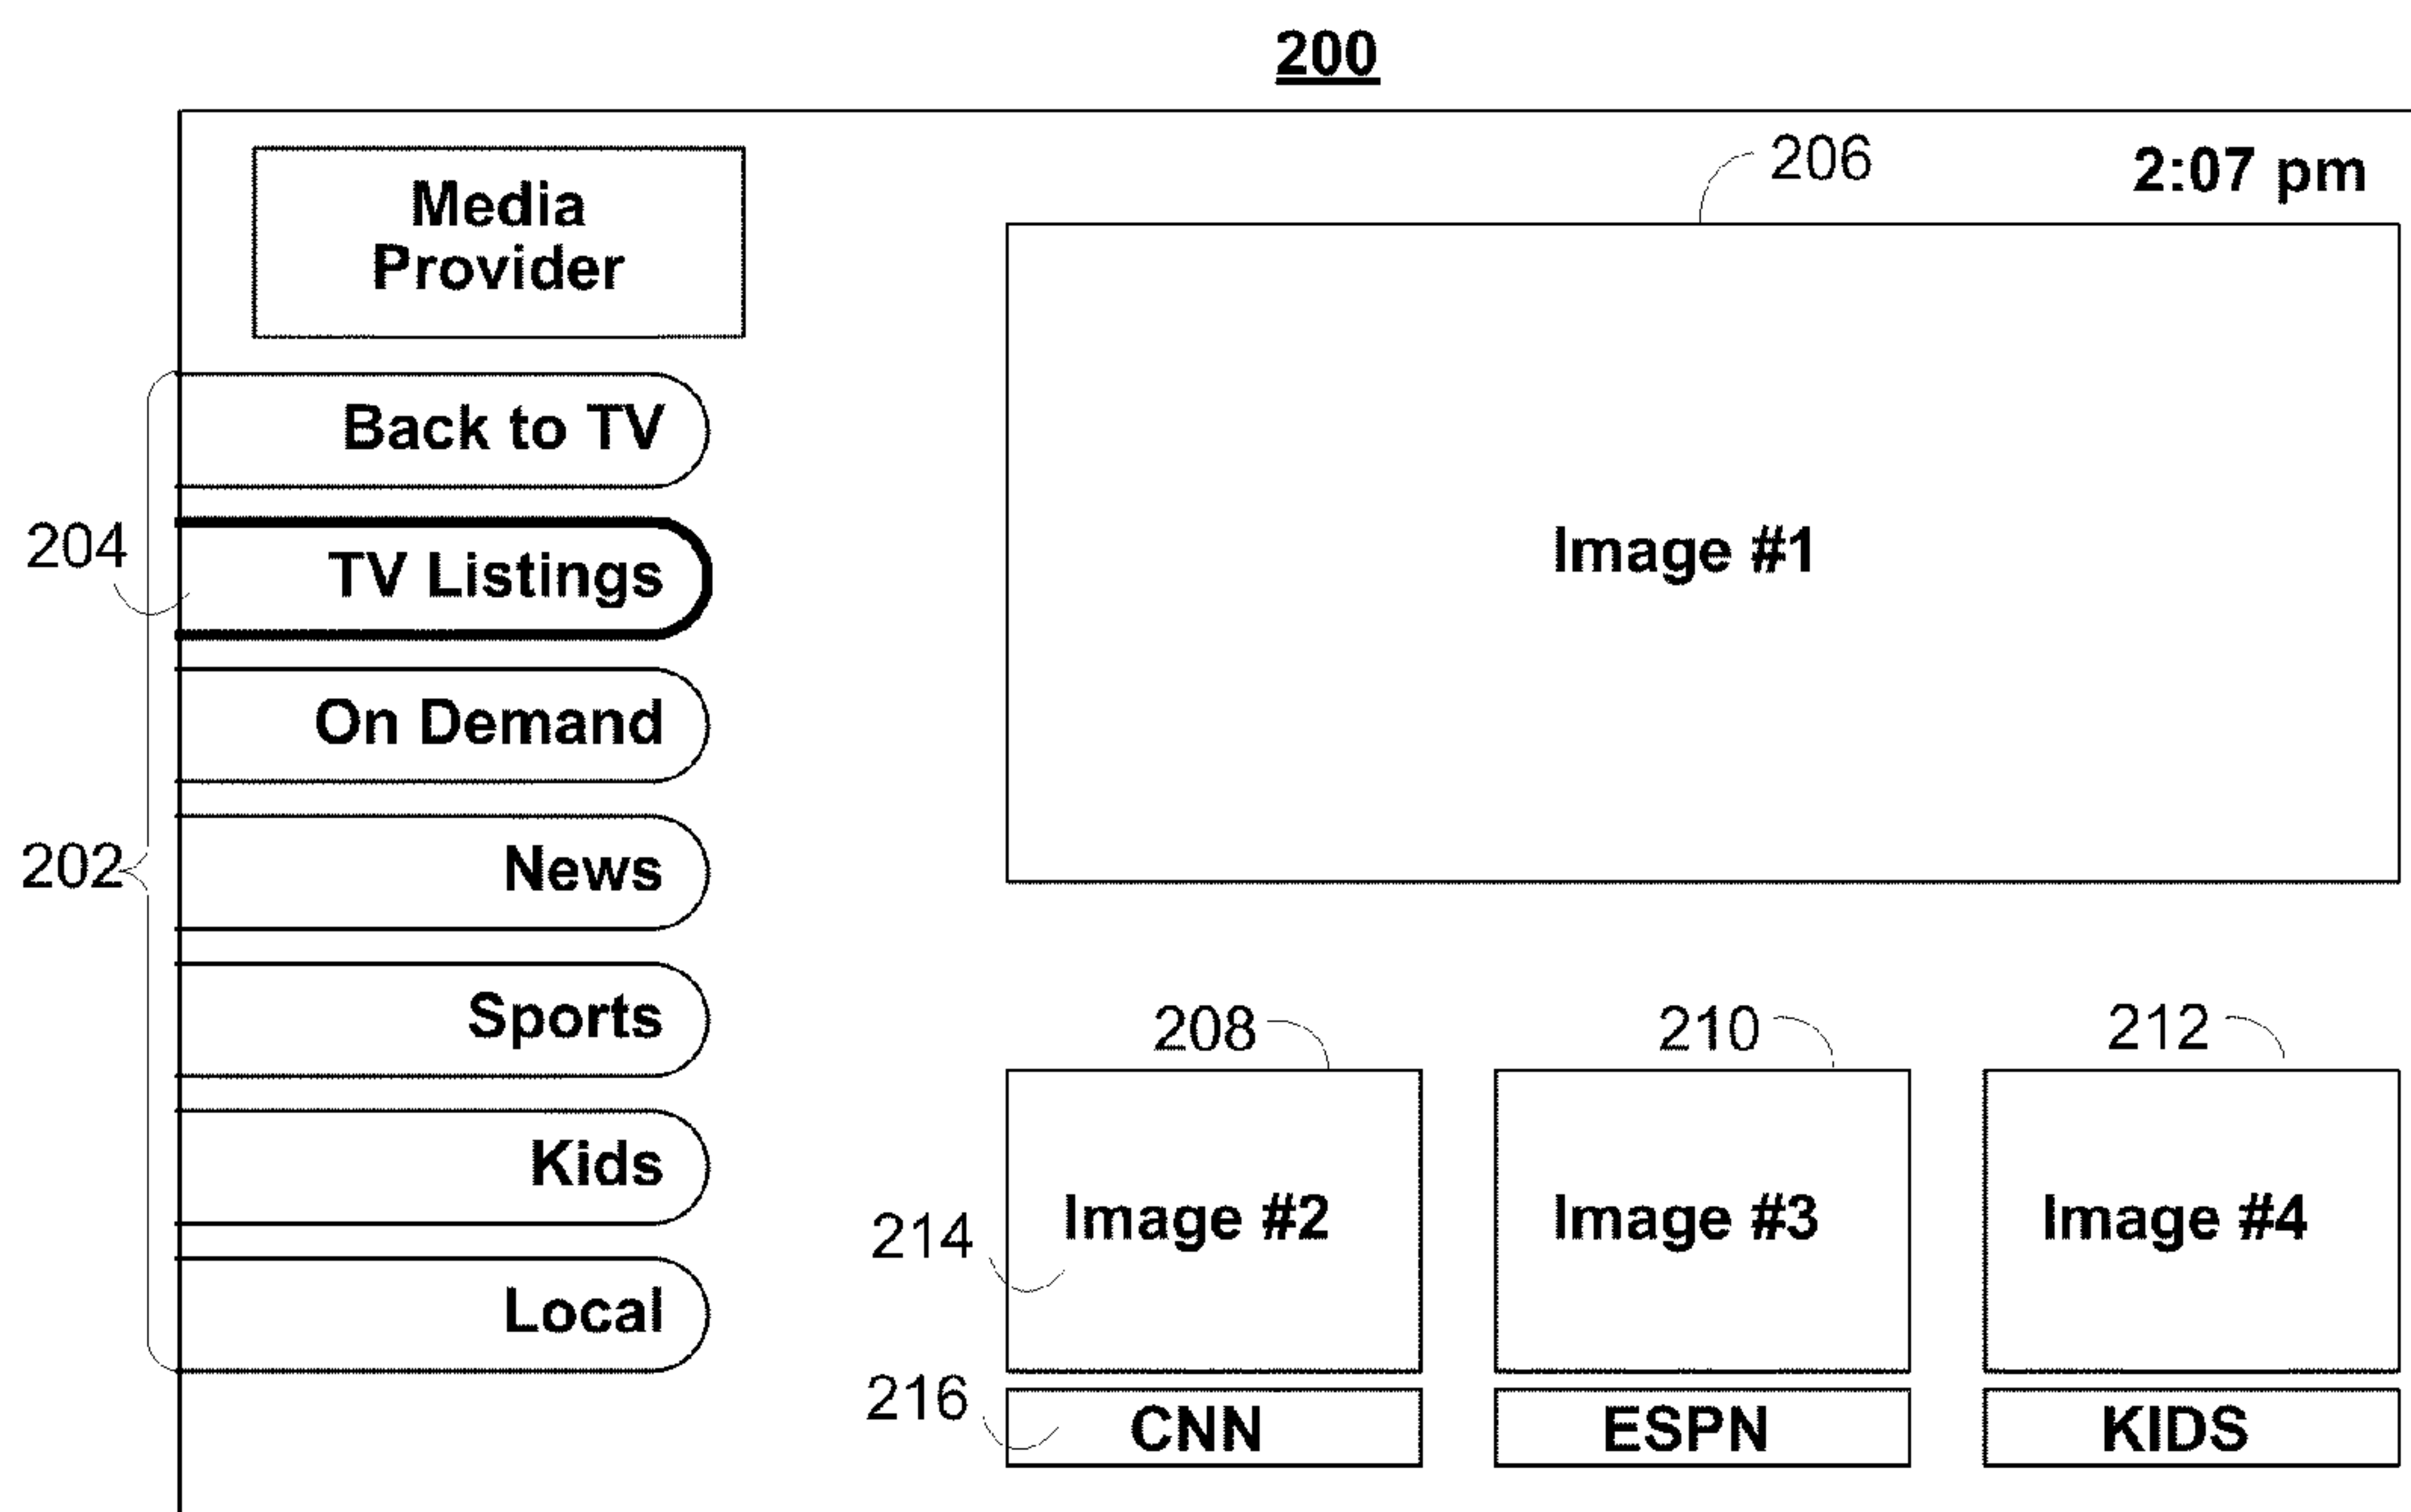 200
206
2:07 pm
Media
Provider
Back to TV
204
TV Listings
Image #1
On Demand
News
202
Sports
208
210
212
Kids
Image #2
Image #3
Image #4
214
Local
216
CNN
ESPN
KIDS